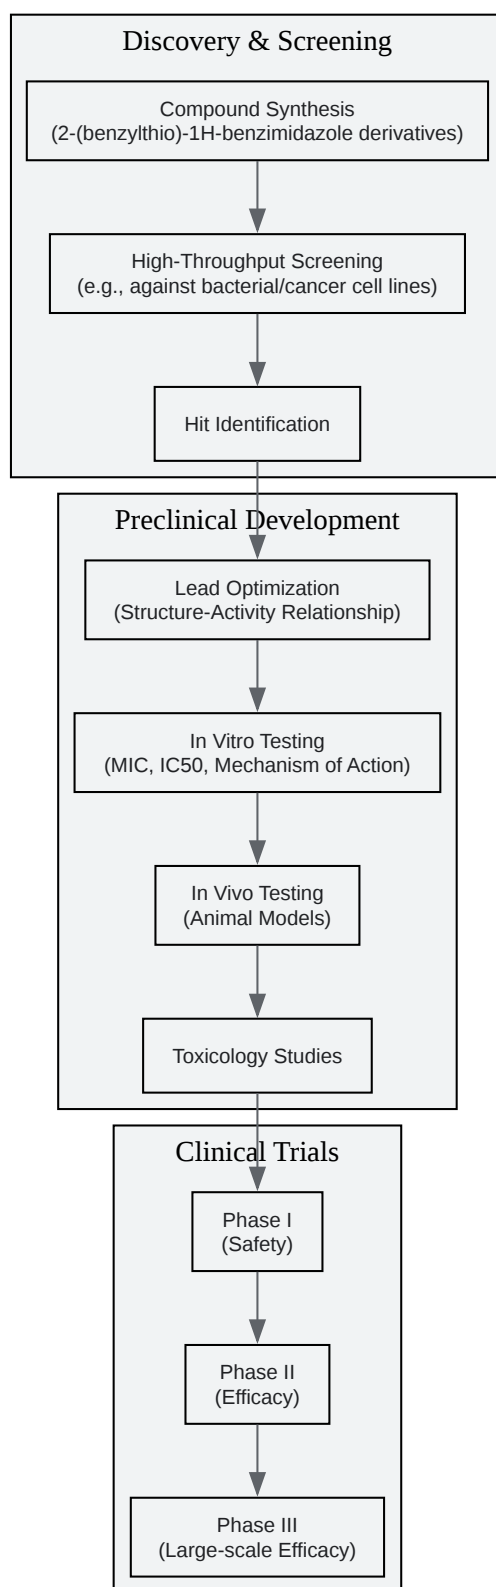 Discovery & Screening
Compound Synthesis
(2-(benzylthio)-1H-benzimidazole derivatives)
High-Throughput Screening
(e.g., against bacterial/cancer cell lines)
Hit Identification
Preclinical Development
Lead Optimization
(Structure-Activity Relationship)
In Vitro Testing
(MIC, IC50, Mechanism of Action)
In Vivo Testing
(Animal Models)
Toxicology Studies
Clinical Trials
Phase I
(Safety)
Phase II
(Efficacy)
Phase III
(Large-scale Efficacy)